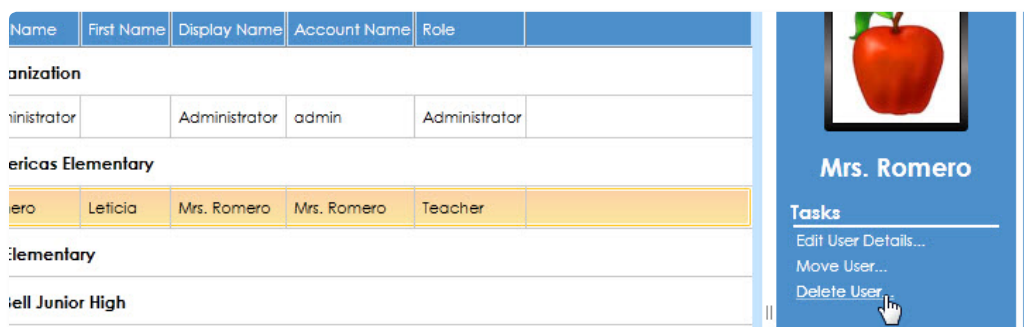 Name First Name Display Name Account Name Role
anization
inistrator Administrator admin Administrator
ericas Elementary
ero Leticia Mrs. Romero Mrs. Romero Teacher
Elementary
Bell Junior High
Mrs. Romero
Tasks
Edit User Details...
Move User...
Delete User...